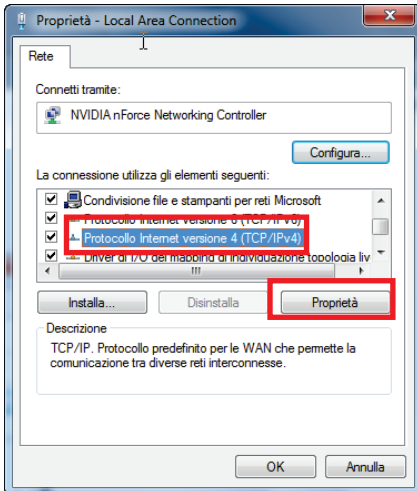 Proprietà - Local Area Connection
Rete
Connetti tramite:
NVIDIA nForce Networking Controller
Configura...
La connessione utilizza gli elementi seguenti:
Condivisione file e stampanti per reti Microsoft
Protocollo Internet versione 6 (TCP/IPv6)
Protocollo Internet versione 4 (TCP/IPv4)
Driver di I/O del mapping di individuazione topologia liv
Installa...
Disinstalla
Proprietà
Descrizione
TCP/IP. Protocollo predefinito per le WAN che permette la
comunicazione tra diverse reti interconnesse.
OK
Annulla